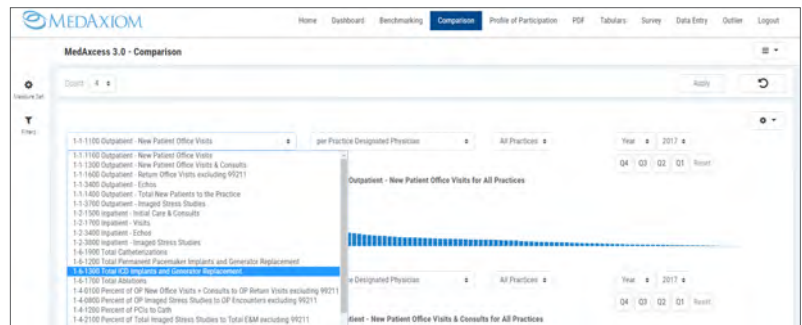 MEDAXIOM
Home Dashboard Benchmarking Comparison Profile of Participation PDF Tabulars Survey Data Entry Outlier Logout
MedAxcess 3.0 - Comparison
Measure Set
Count 4 Apply
Filters
1-1-1100 Outpatient - New Patient Office Visits per Practice Designated Physician All Practices Year 2017
1-1-1100 Outpatient - New Patient Office Visits
1-1-1300 Outpatient - New Patient Office Visits & Consults
Q4 Q3 Q2 Q1 Reset
1-1-1600 Outpatient - Return Office Visits excluding 99211
1-1-3400 Outpatient - Echos
Outpatient - New Patient Office Visits for All Practices
1-1-1400 Outpatient - Total New Patients to the Practice
1-1-3700 Outpatient - Imaged Stress Studies
1-2-1500 Inpatient - Initial Care & Consults
1-2-1700 Inpatient - Visits
1-2-3400 Inpatient - Echos
1-2-3000 Inpatient - Imaged Stress Studies
1-6-1900 Total Catheterizations
1-6-1200 Total Permanent Pacemaker Implants and Generator Replacement
1-6-1300 Total ICD Implants and Generator Replacement
1-6-1700 Total Ablations
e Designated Physician All Practices Year 2017
1-4-0100 Percent of OP New Office Visits + Consults to OP Return Visits excluding 99211
1-4-0800 Percent of OP Imaged Stress Studies to OP Encounters excluding 99211
Q4 Q3 Q2 Q1 Reset
1-4-1200 Percent of PCIs to Cath
1-4-2100 Percent of Total Imaged Stress Studies to Total E&M excluding 99211
tient - New Patient Office Visits & Consults for All Practices